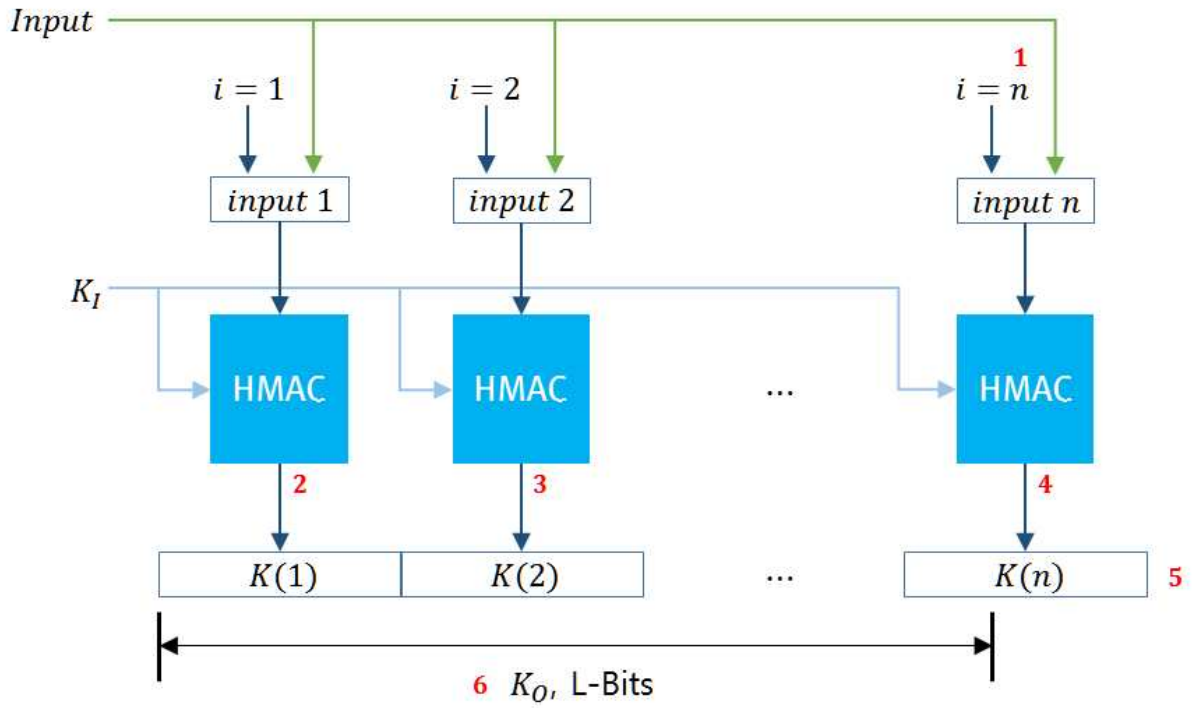 Input
1
i = 1 i = 2 i = n
input 1 input 2 input n
K_I
HMAC HMAC ... HMAC
2 3 4
K(1) K(2) ... K(n) 5
6 K_O, L-Bits